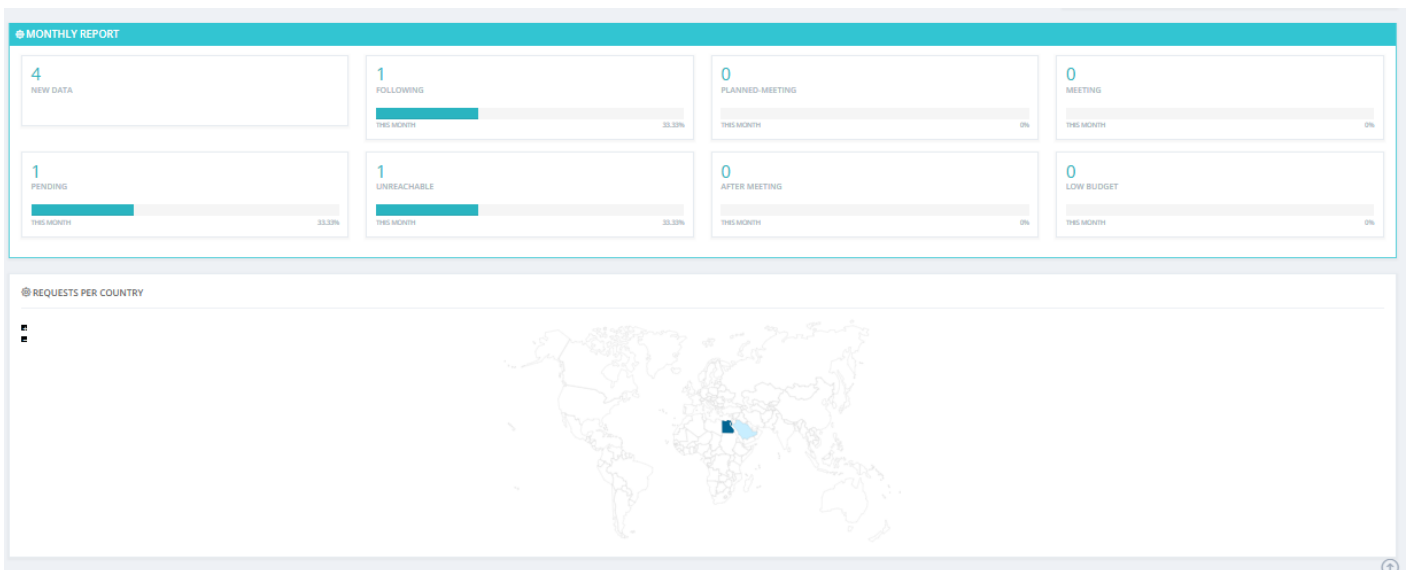 MONTHLY REPORT
4
NEW DATA
1
FOLLOWING
THIS MONTH 33.33%
0
PLANNED-MEETING
THIS MONTH 0%
0
MEETING
THIS MONTH 0%
1
PENDING
THIS MONTH 33.33%
1
UNREACHABLE
THIS MONTH 33.33%
0
AFTER MEETING
THIS MONTH 0%
0
LOW BUDGET
THIS MONTH 0%
REQUESTS PER COUNTRY